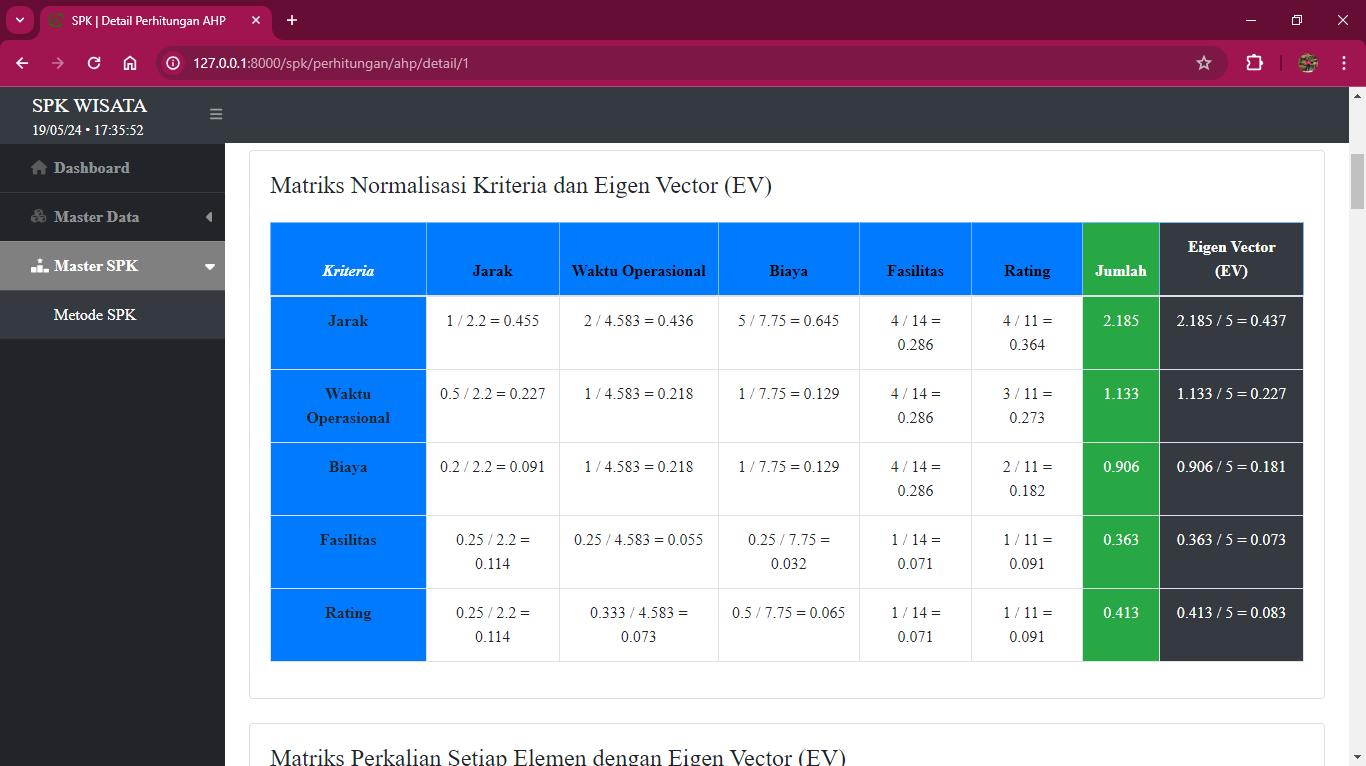 SPK | Detail Perhitungan AHP
127.0.0.1:8000/spk/perhitungan/ahp/detail/1
SPK WISATA
19/05/24 • 17:35:52
Dashboard
Master Data
Master SPK
Metode SPK
Matriks Normalisasi Kriteria dan Eigen Vector (EV)
Kriteria Jarak Waktu Operasional Biaya Fasilitas Rating Jumlah Eigen Vector
(EV)
Jarak 1 / 2.2 = 0.455 2 / 4.583 = 0.436 5 / 7.75 = 0.645 4 / 14 = 4 / 11 = 2.185 2.185 / 5 = 0.437
0.286 0.364
Waktu 0.5 / 2.2 = 0.227 1 / 4.583 = 0.218 1 / 7.75 = 0.129 4 / 14 = 3 / 11 = 1.133 1.133 / 5 = 0.227
Operasional 0.286 0.273
Biaya 0.2 / 2.2 = 0.091 1 / 4.583 = 0.218 1 / 7.75 = 0.129 4 / 14 = 2 / 11 = 0.906 0.906 / 5 = 0.181
0.286 0.182
Fasilitas 0.25 / 2.2 = 0.25 / 4.583 = 0.055 0.25 / 7.75 = 1 / 14 = 1 / 11 = 0.363 0.363 / 5 = 0.073
0.114 0.032 0.071 0.091
Rating 0.25 / 2.2 = 0.333 / 4.583 = 0.5 / 7.75 = 0.065 1 / 14 = 1 / 11 = 0.413 0.413 / 5 = 0.083
0.114 0.073 0.071 0.091
Matriks Perkalian Setiap Elemen dengan Eigen Vector (EV)